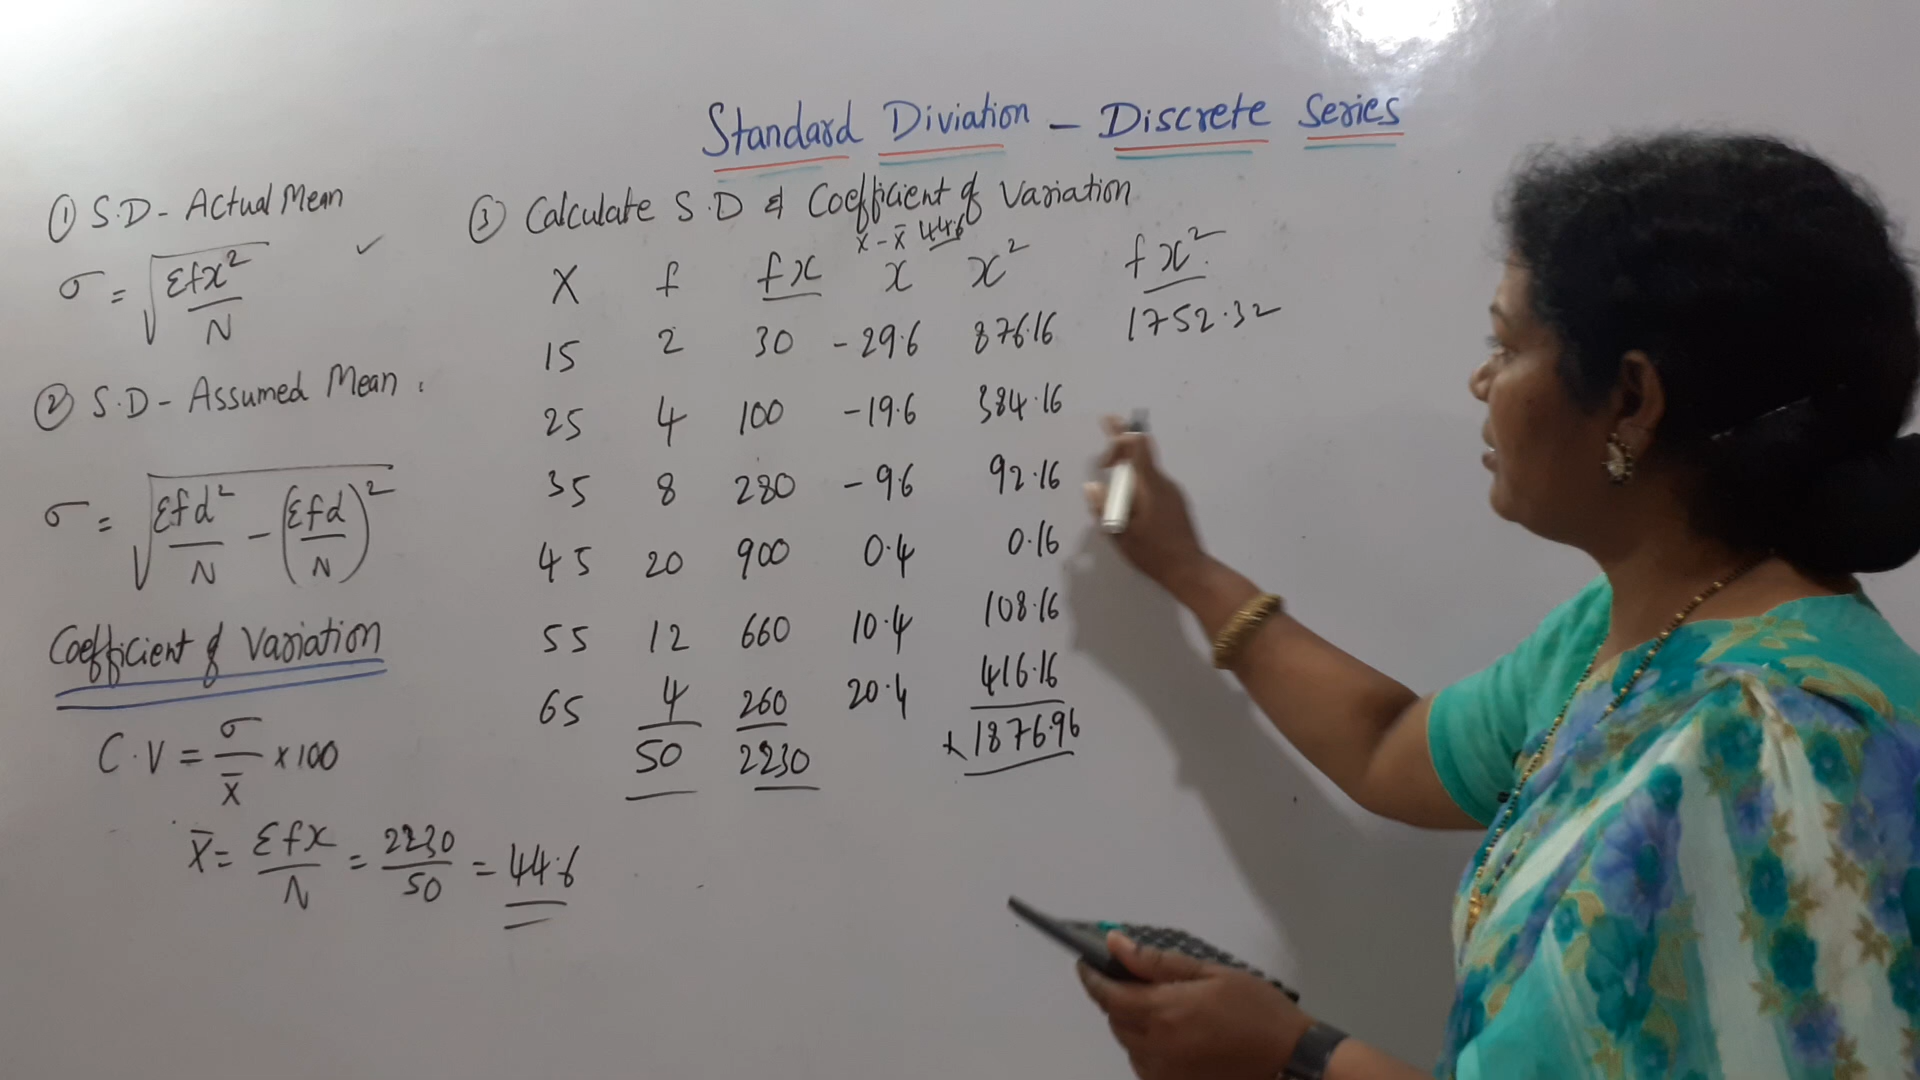 Standard Diviation - Discrete Series
① S.D - Actual Mean
σ = √(Σfx²/N)
✓
② S.D - Assumed Mean.
σ = √(Σfd²/N - (Σfd/N)²)
Coefficient of Variation
C.V = σ/x̄ × 100
X̄ = Σfx/N = 2230/50 = 44.6
③ Calculate S.D & Coefficient of Variation
x - x̄ 44.6
X f fx x x² fx²
15 2 30 -29.6 876.16 1752.32
25 4 100 -19.6 384.16
35 8 280 -9.6 92.16
45 20 900 0.4 0.16
55 12 660 10.4 108.16
65 4 260 20.4 416.16
50 2230 x 1876.96